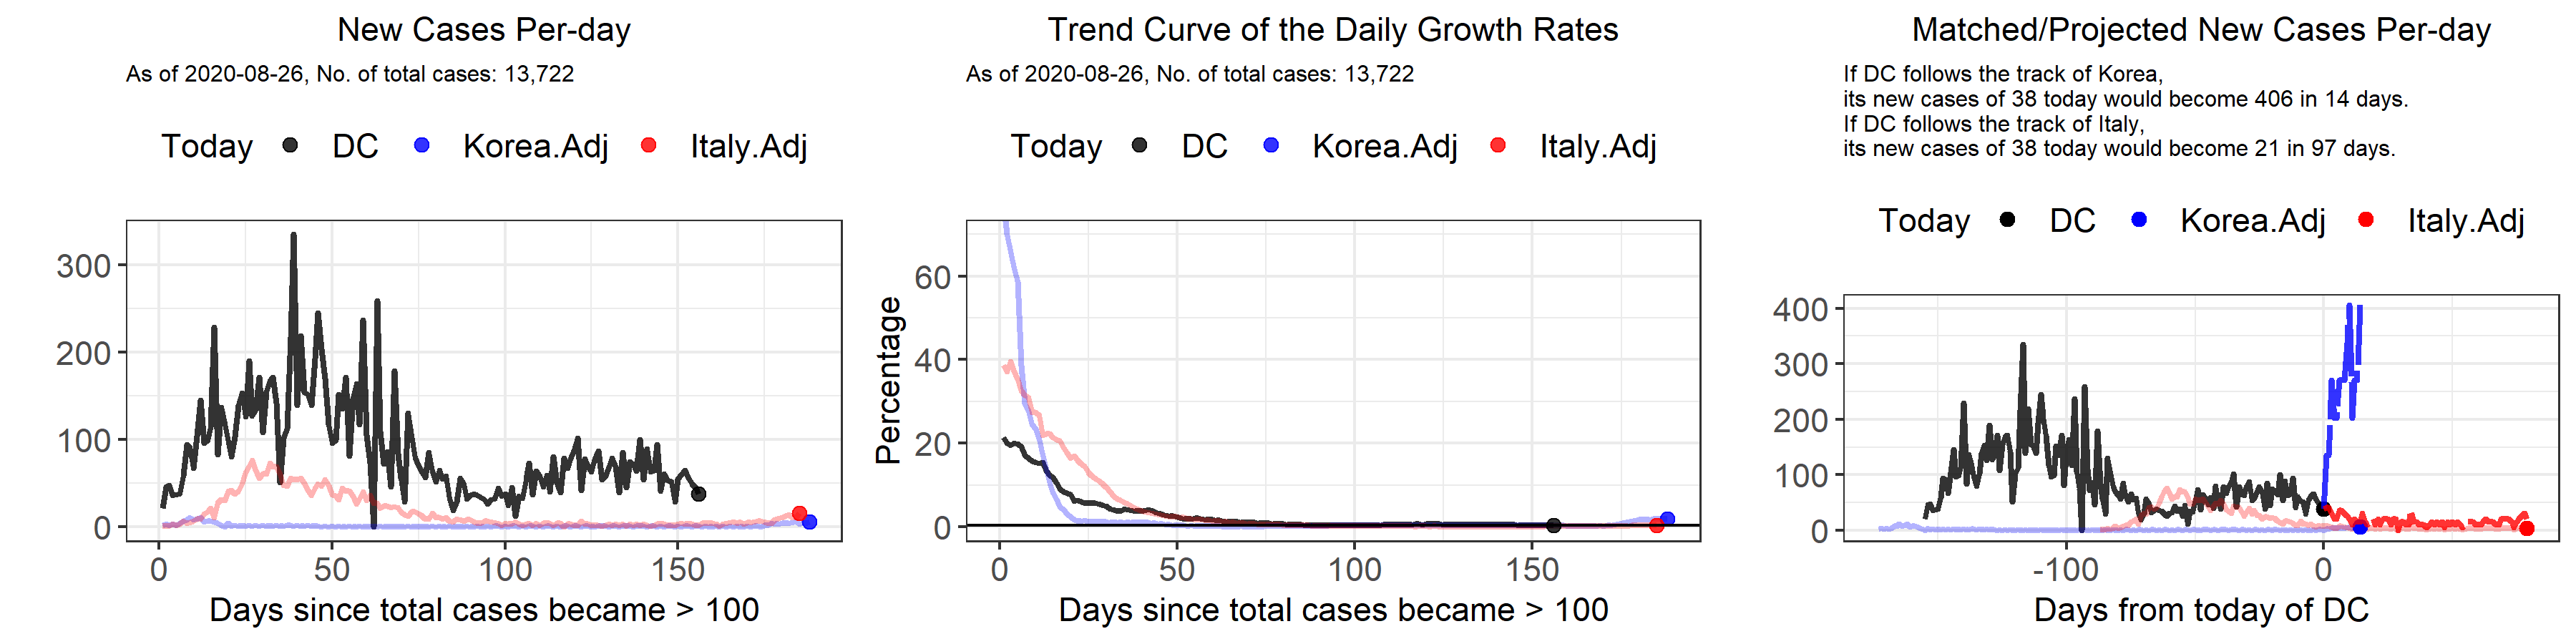 New Cases Per-day
As of 2020-08-26, No. of total cases: 13,722
Today DC Korea.Adj Italy.Adj
300
200
100
0
0 50 100 150
Days since total cases became > 100
Trend Curve of the Daily Growth Rates
As of 2020-08-26, No. of total cases: 13,722
Today DC Korea.Adj Italy.Adj
Percentage
60
40
20
0
0 50 100 150
Days since total cases became > 100
Matched/Projected New Cases Per-day
If DC follows the track of Korea,
its new cases of 38 today would become 406 in 14 days.
If DC follows the track of Italy,
its new cases of 38 today would become 21 in 97 days.
Today DC Korea.Adj Italy.Adj
400
300
200
100
0
-100 0
Days from today of DC